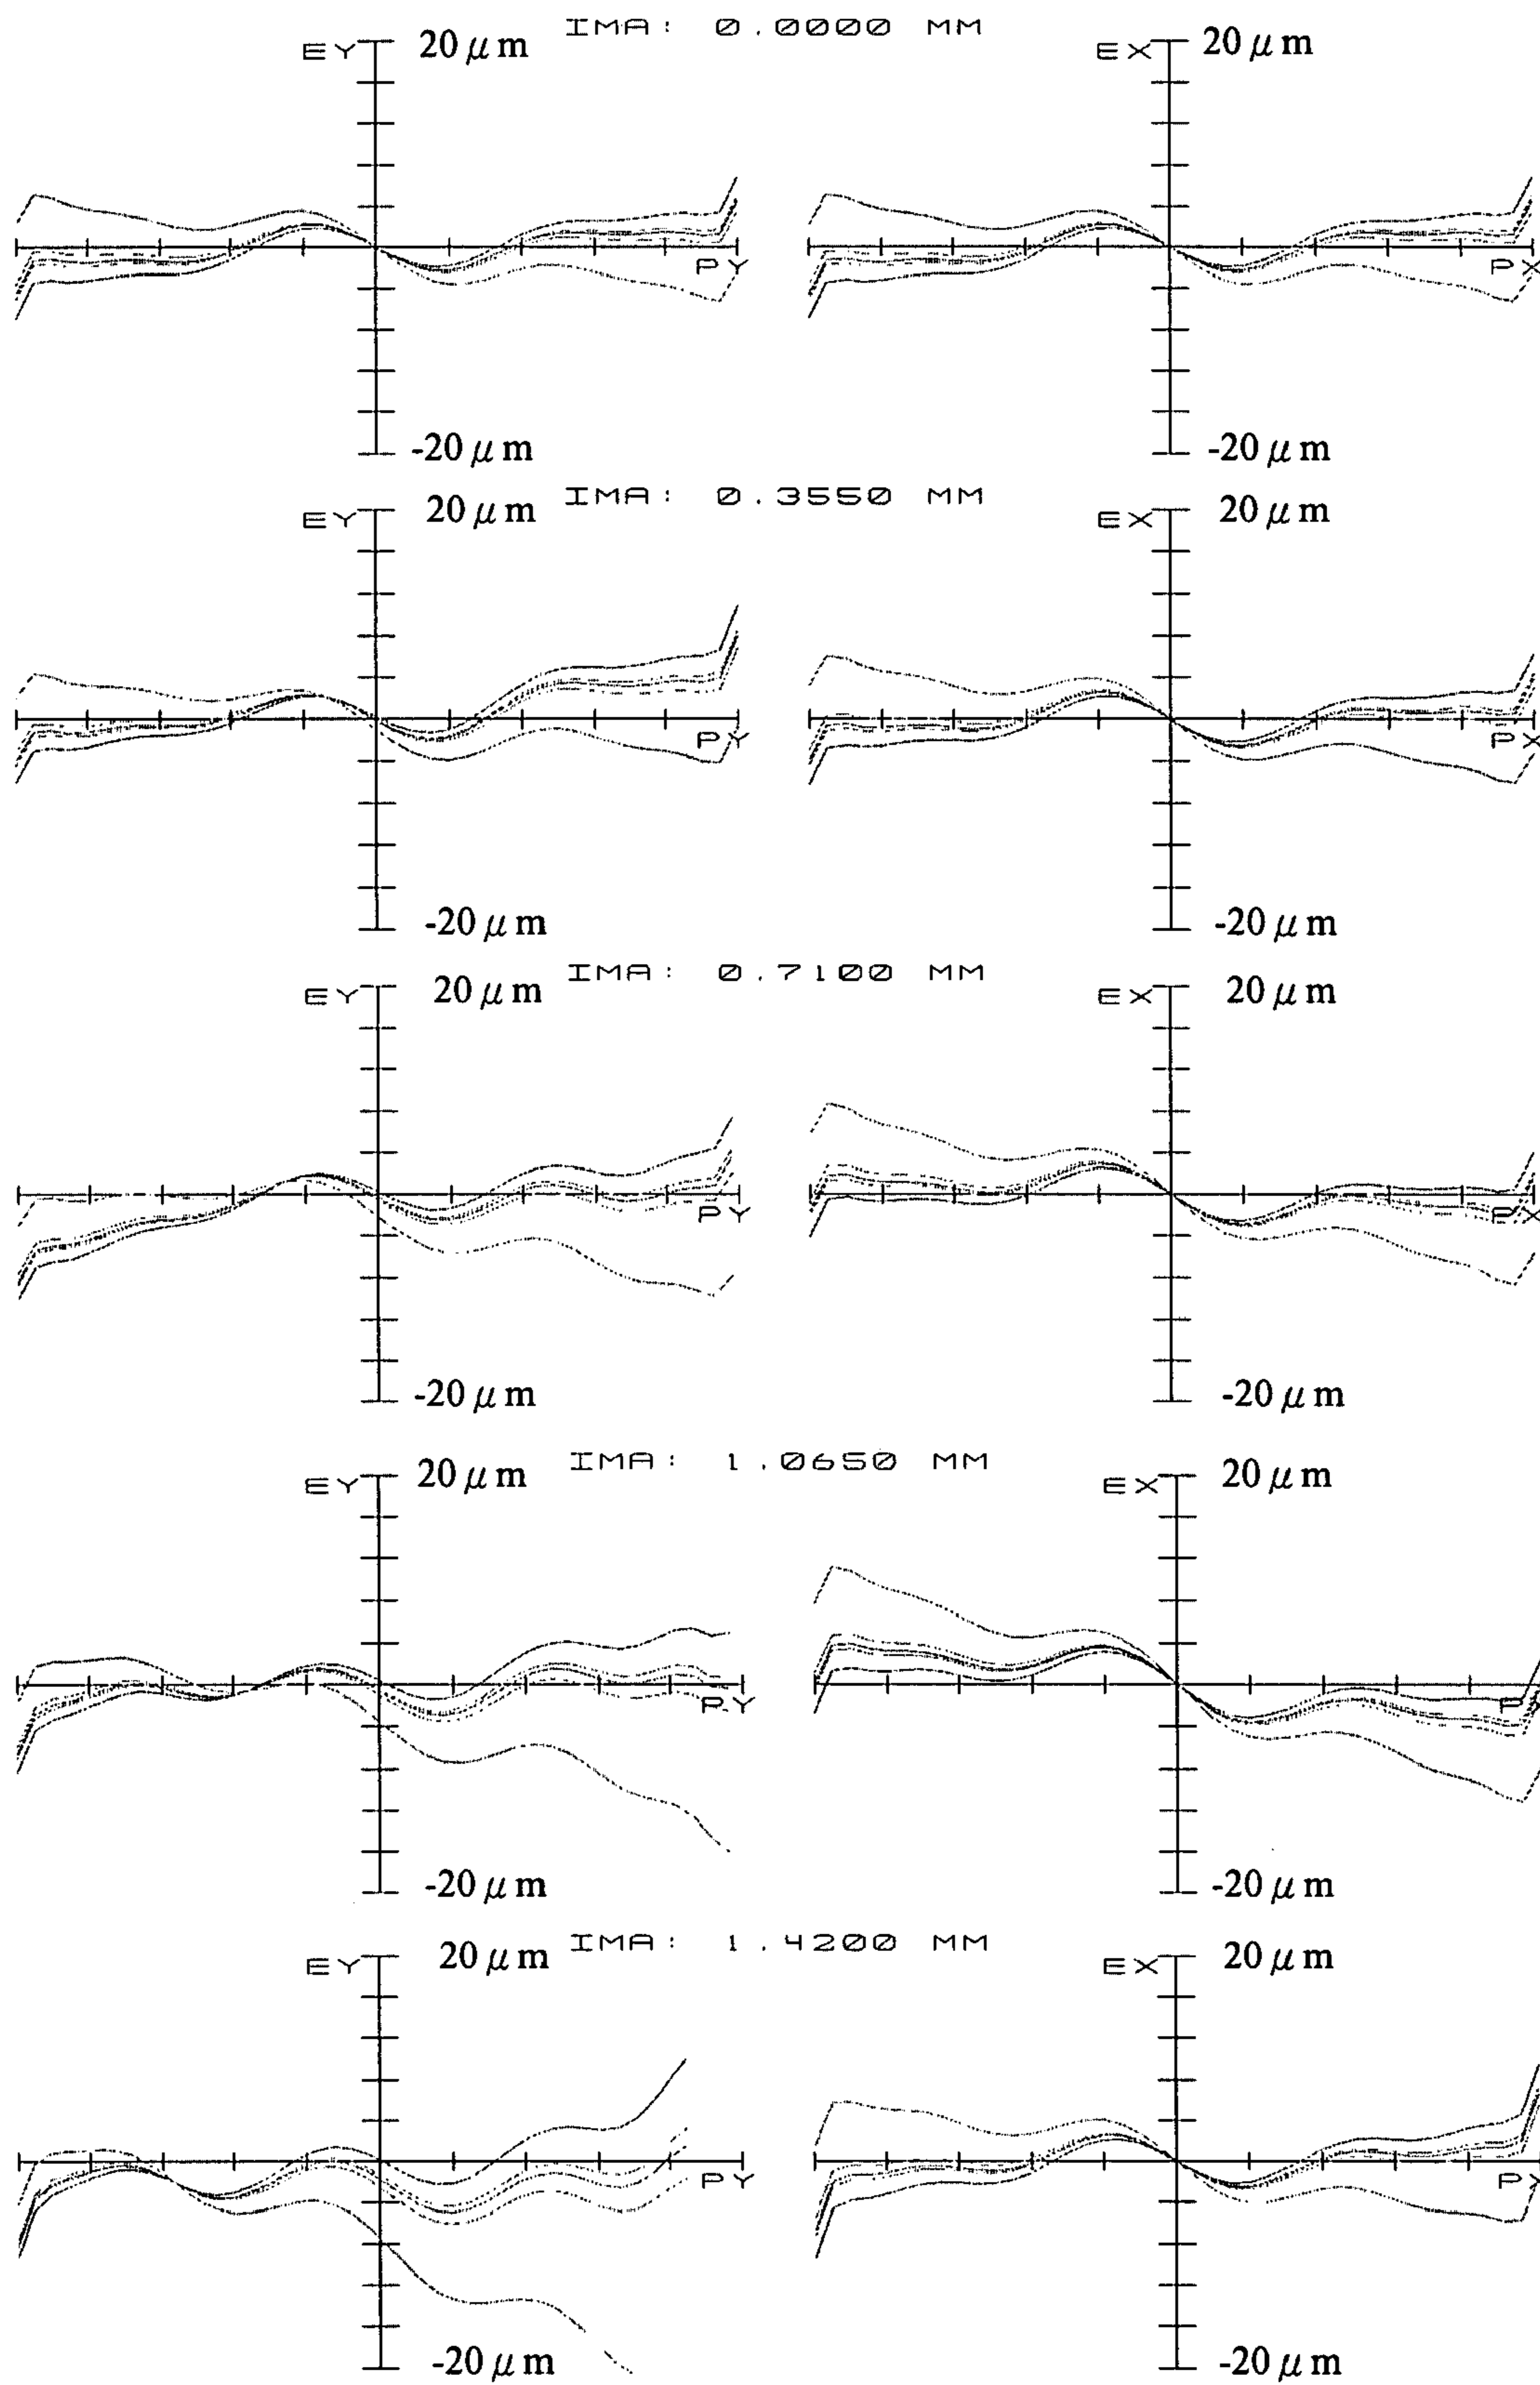 IMA: 0.0000 MM
EY 20 μm EX 20 μm
PY PX
-20 μm -20 μm
IMA: 0.3550 MM
EY 20 μm EX 20 μm
PY PX
-20 μm -20 μm
IMA: 0.7100 MM
EY 20 μm EX 20 μm
PY PX
-20 μm -20 μm
IMA: 1.0650 MM
EY 20 μm EX 20 μm
PY P
-20 μm -20 μm
IMA: 1.4200 MM
EY 20 μm EX 20 μm
PY P
-20 μm -20 μm